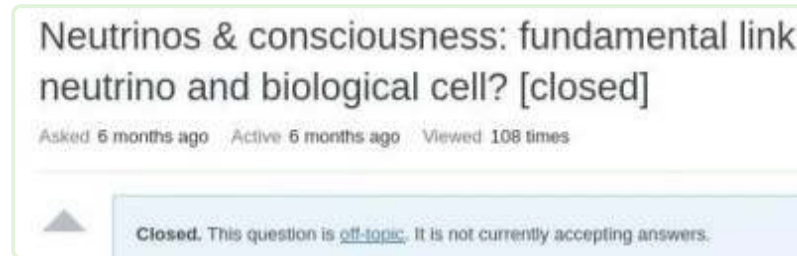 Neutrinos & consciousness: fundamental link
neutrino and biological cell? [closed]
Asked 6 months ago Active 6 months ago Viewed 108 times
Closed. This question is off-topic. It is not currently accepting answers.